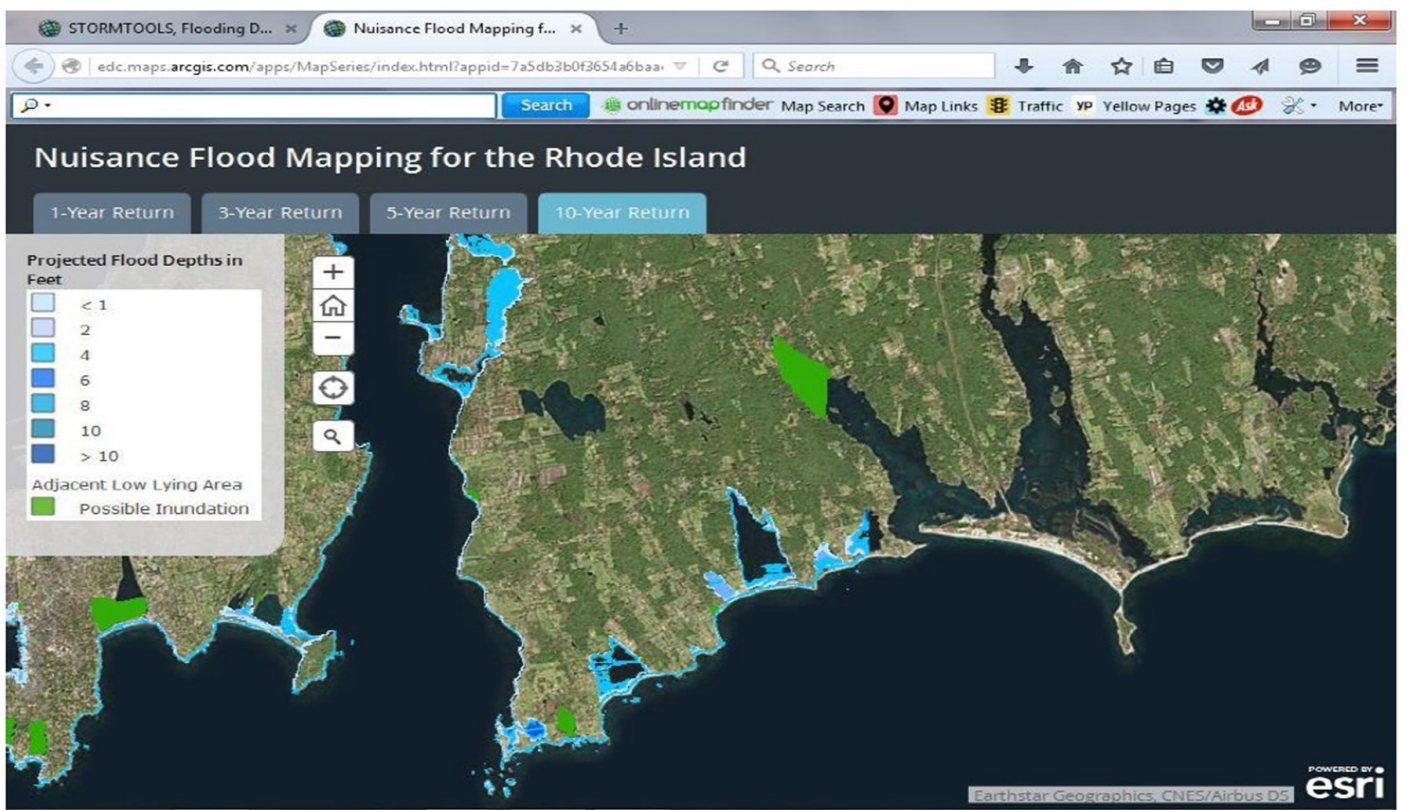 STORMTOOLS, Flooding D... ×
Nuisance Flood Mapping f... × +
edc.maps.arcgis.com/apps/MapSeries/index.html?appid=7a5db3b0f3654a6baa
Search
Search
onlinemapfinder Map Search Map Links Traffic YP Yellow Pages Ask More
Nuisance Flood Mapping for the Rhode Island
1-Year Return 3-Year Return 5-Year Return 10-Year Return
Projected Flood Depths in
Feet
< 1
2
4
6
8
10
> 10
Adjacent Low Lying Area
Possible Inundation
+
−
POWERED BY
esri
Earthstar Geographics, CNES/Airbus DS